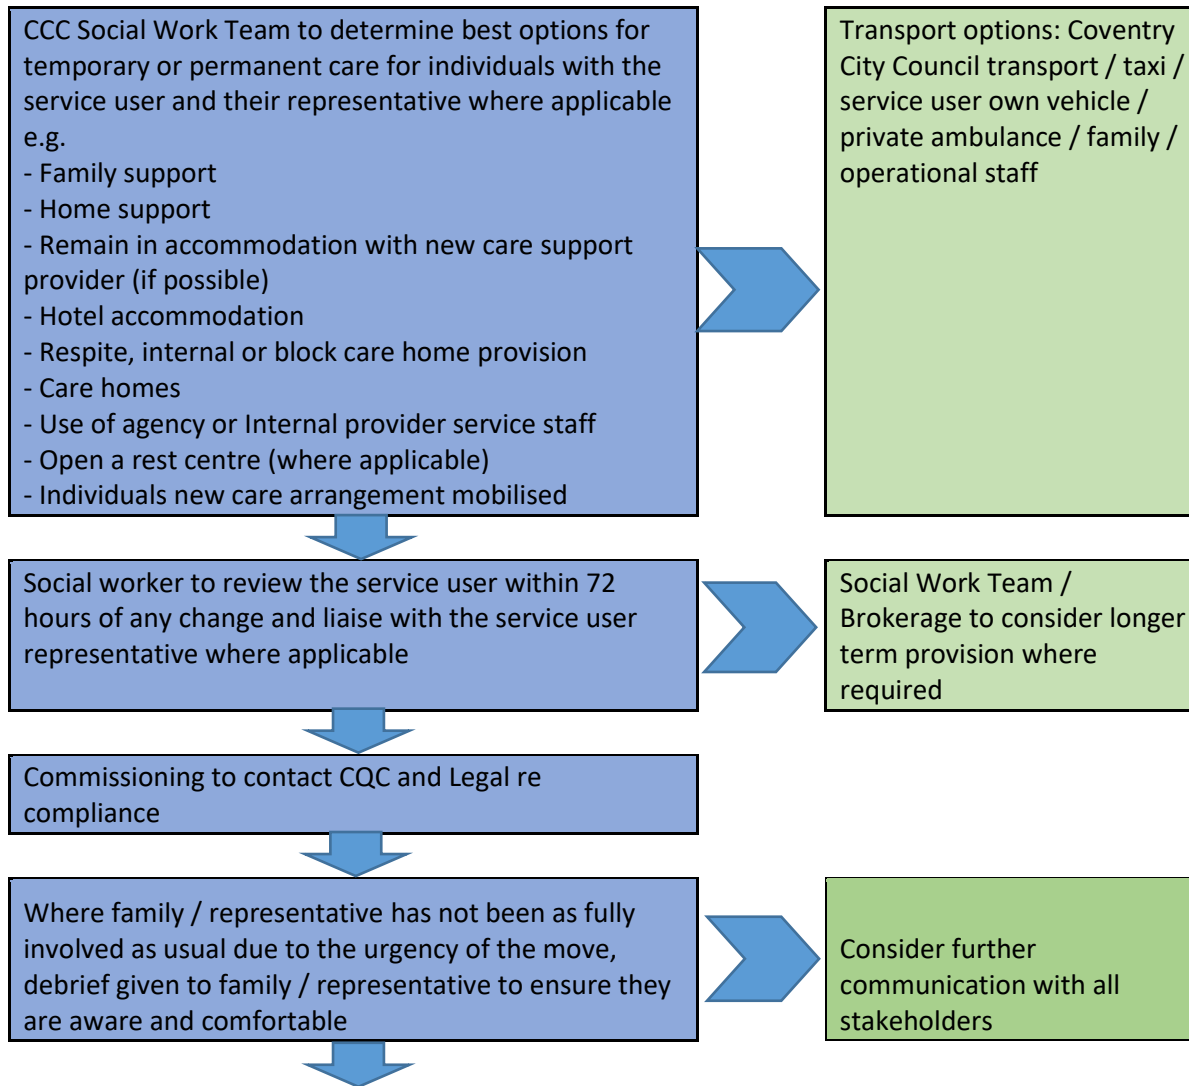 CCC Social Work Team to determine best options for
temporary or permanent care for individuals with the
service user and their representative where applicable
e.g.
- Family support
- Home support
- Remain in accommodation with new care support
provider (if possible)
- Hotel accommodation
- Respite, internal or block care home provision
- Care homes
- Use of agency or Internal provider service staff
- Open a rest centre (where applicable)
- Individuals new care arrangement mobilised
Transport options: Coventry
City Council transport / taxi /
service user own vehicle /
private ambulance / family /
operational staff
Social worker to review the service user within 72
hours of any change and liaise with the service user
representative where applicable
Social Work Team /
Brokerage to consider longer
term provision where
required
Commissioning to contact CQC and Legal re
compliance
Where family / representative has not been as fully
involved as usual due to the urgency of the move,
debrief given to family / representative to ensure they
are aware and comfortable
Consider further
communication with all
stakeholders